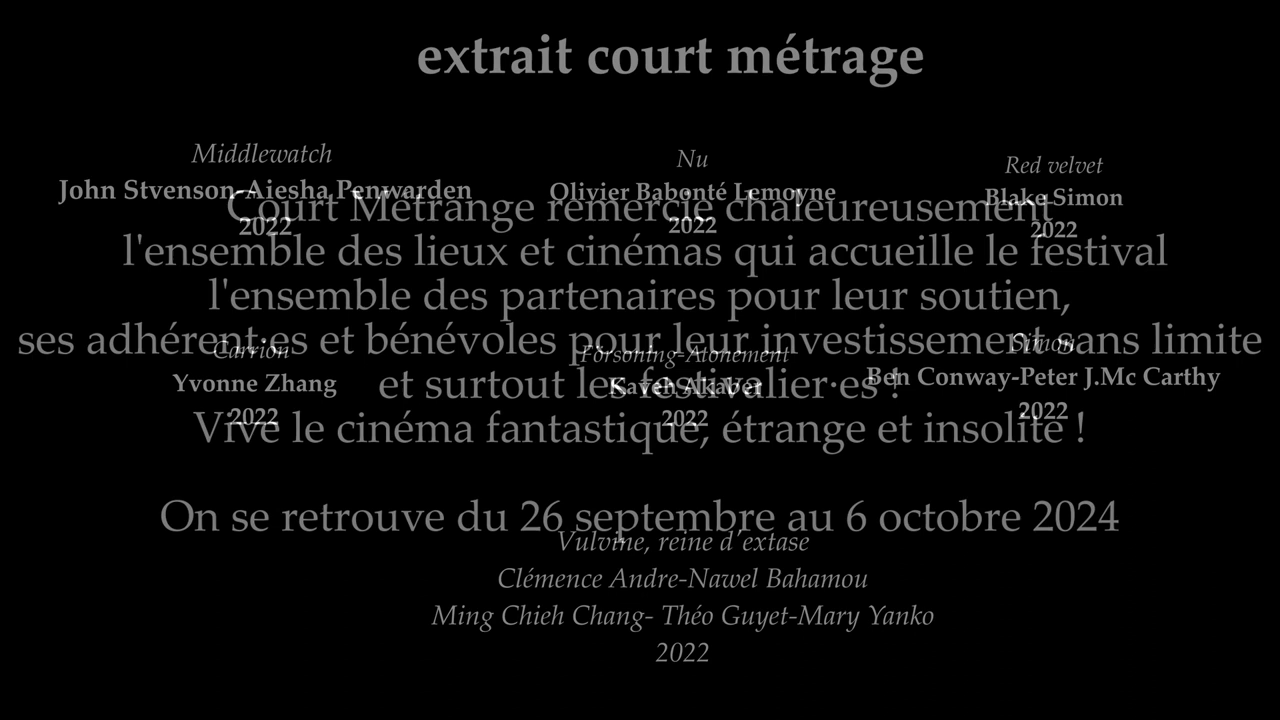 extrait court métrage
Middlewatch
John Stvenson-Aiesha Penwarden
2022
Nu
Olivier Babonté Lemoyne
2022
Red velvet
Blake Simon
2022
Court Métrange remercie chaleureusement
l'ensemble des lieux et cinémas qui accueille le festival
l'ensemble des partenaires pour leur soutien,
ses adhérent·es et bénévoles pour leur investissement sans limite
et surtout les festivalier·es !
Vive le cinéma fantastique, étrange et insolite !
Carrion
Yvonne Zhang
2022
Försoning-Atonement
Kaveh Akaber
2022
Simon
Ben Conway-Peter J.Mc Carthy
2022
On se retrouve du 26 septembre au 6 octobre 2024
Vulvine, reine d'extase
Clémence Andre-Nawel Bahamou
Ming Chieh Chang- Théo Guyet-Mary Yanko
2022